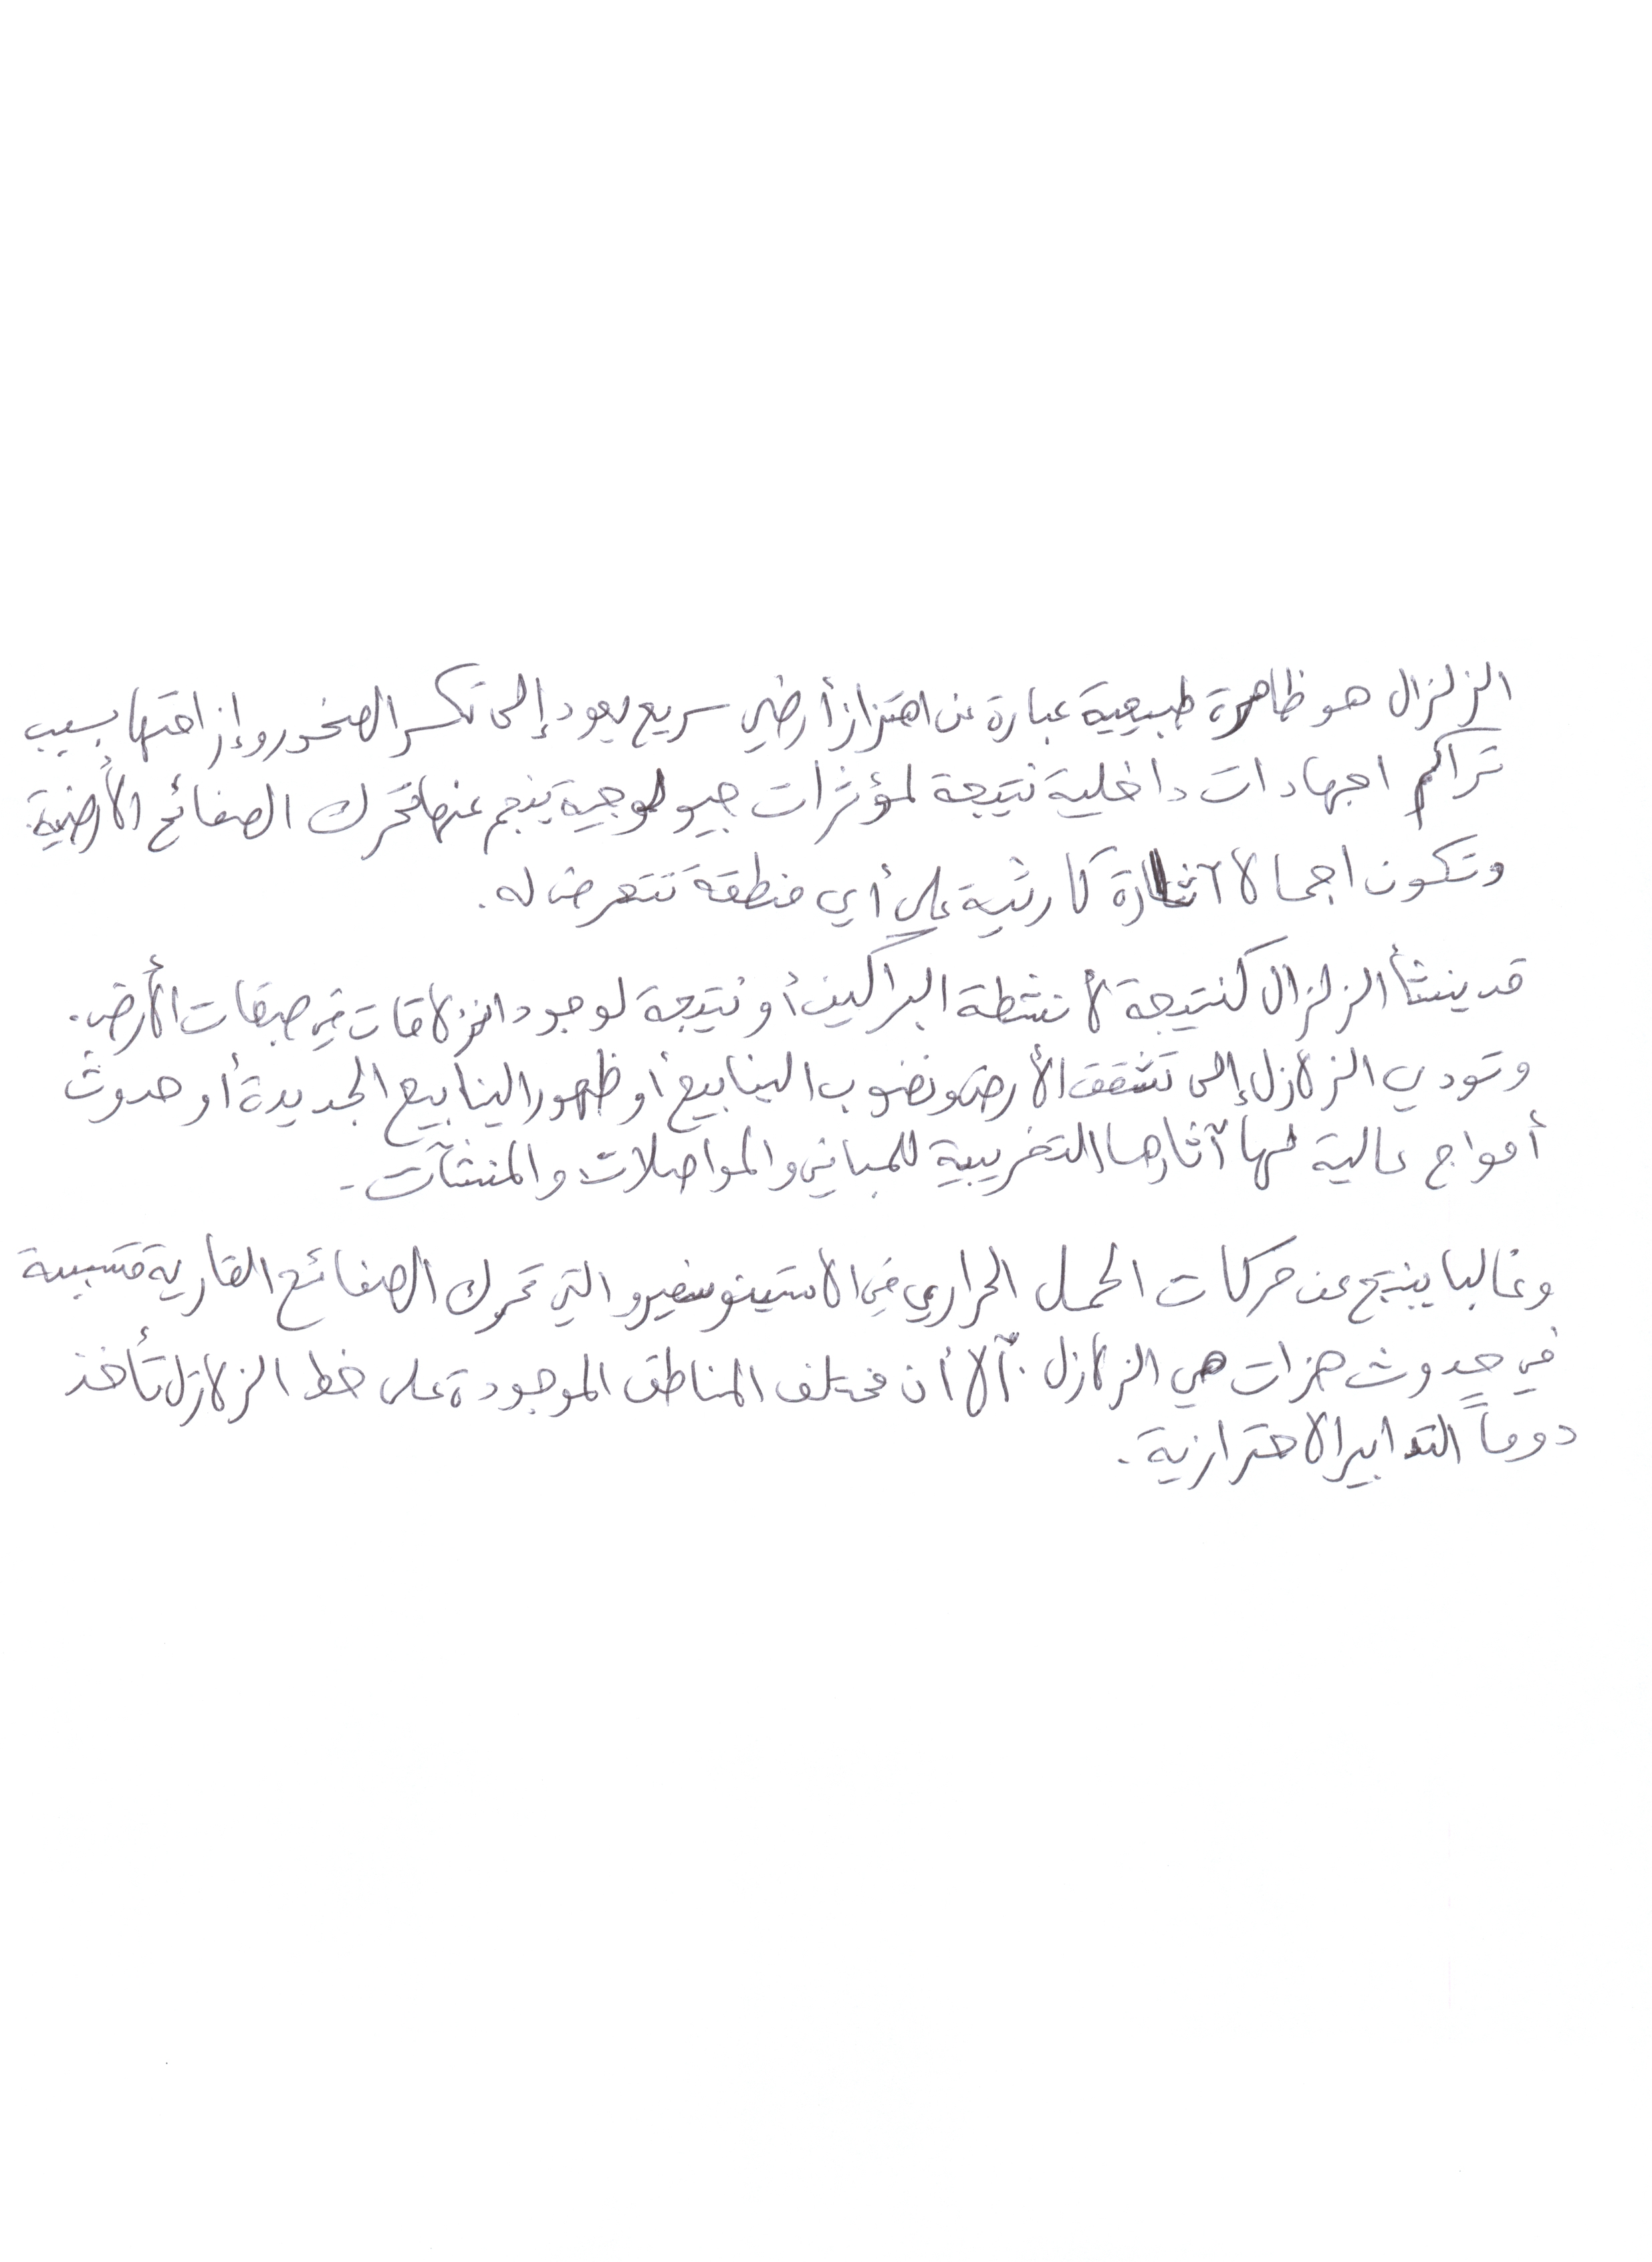 الزلزال هو ظاهرة طبيعية عبارة عن اهتزاز أرضي سريع يعود إلى تكسر الصخور وإزاحتها بسبب
تراكم اجهادات داخلية نتيجة لمؤثرات جيولوجية ينجم عنها تحرك الصفائح الأرضية.
وتكون اجمالا آثاره كارثية على أي منطقة تتعرض له.
قد ينشأ الزلزال كنتيجة لأنشطة البراكين أو نتيجة لوجود انزلاقات في طبقات الأرض.
وتودي الزلازل إلى تشقق الأرض ونضوب الينابيع أو ظهور الينابيع الجديدة أو حدوث
أمواج عالية لها آثارها التخريبية للمباني والمواصلات والمنشآت.
وغالبا ينتج عن حركات الحمل الحراري في الاستينوسفير و التي تحرك الصفائح القارية متسببة
في حدوث هزات هي الزلازل. ألا أن مختلف المناطق الموجودة على خط الزلازل تأخذ
دوماً التدابير الاحترازية.